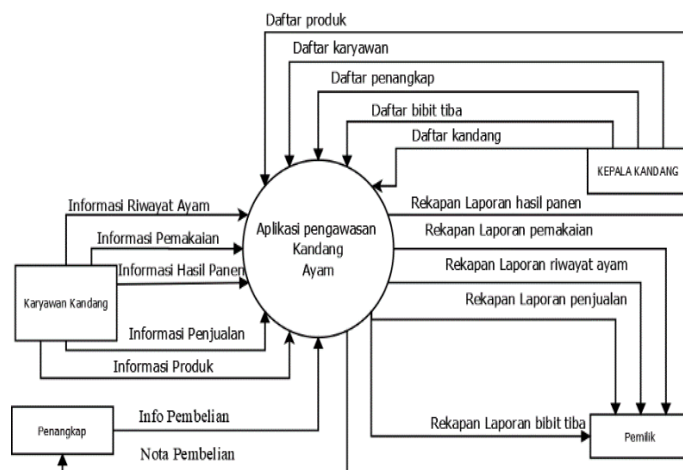 Daftar produk
Daftar karyawan
Daftar penangkap
Daftar bibit tiba
Daftar kandang
KEPALA KANDANG
Informasi Riwayat Ayam
Informasi Pemakaian
Informasi Hasil Panen
Karyawan Kandang
Informasi Penjualan
Informasi Produk
Aplikasi pengawasan
Kandang
Ayam
Rekapan Laporan hasil panen
Rekapan Laporan pemakaian
Rekapan Laporan riwayat ayam
Rekapan Laporan penjualan
Rekapan Laporan bibit tiba
Pemilik
Penangkap
Info Pembelian
Nota Pembelian